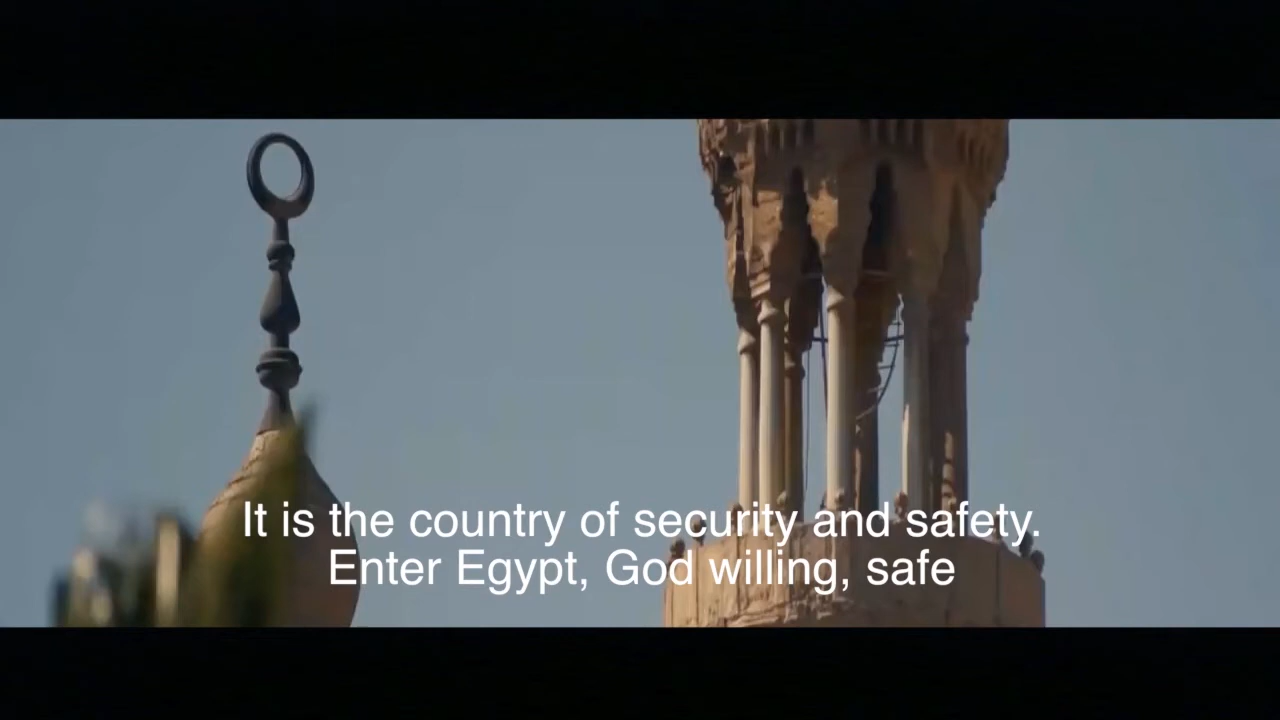 It is the country of security and safety.
Enter Egypt, God willing, safe